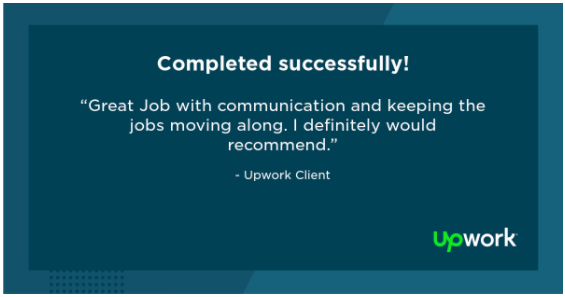 Completed successfully!
“Great Job with communication and keeping the
jobs moving along. I definitely would
recommend.”
- Upwork Client
Upwork